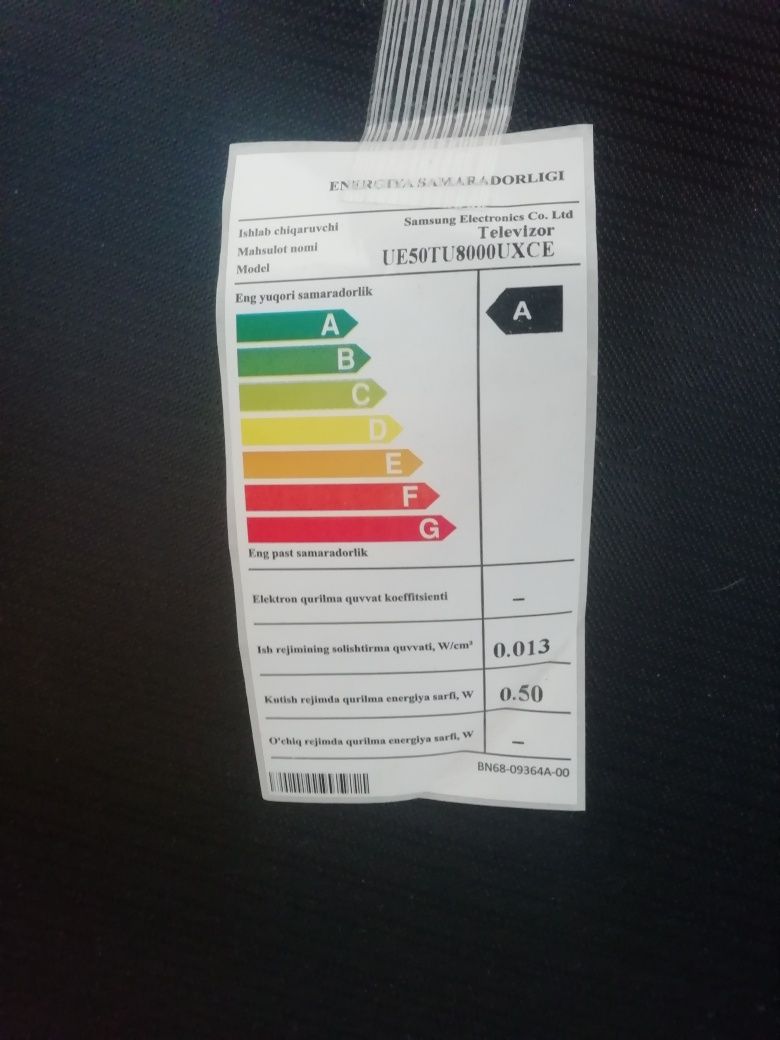 ENERGIYA SAMARADORLIGI
Ishlab chiqaruvchi Samsung Electronics Co. Ltd
Mahsulot nomi Televizor
Model UE50TU8000UXCE
Eng yuqori samaradorlik
A A
B
C
D
E
F
G
Eng past samaradorlik
Elektron qurilma quvvat koeffitsienti –
Ish rejimining solishtirma quvvati, W/cm² 0.013
Kutish rejimda qurilma energiya sarfi, W 0.50
O'chiq rejimda qurilma energiya sarfi, W –
BN68-09364A-00